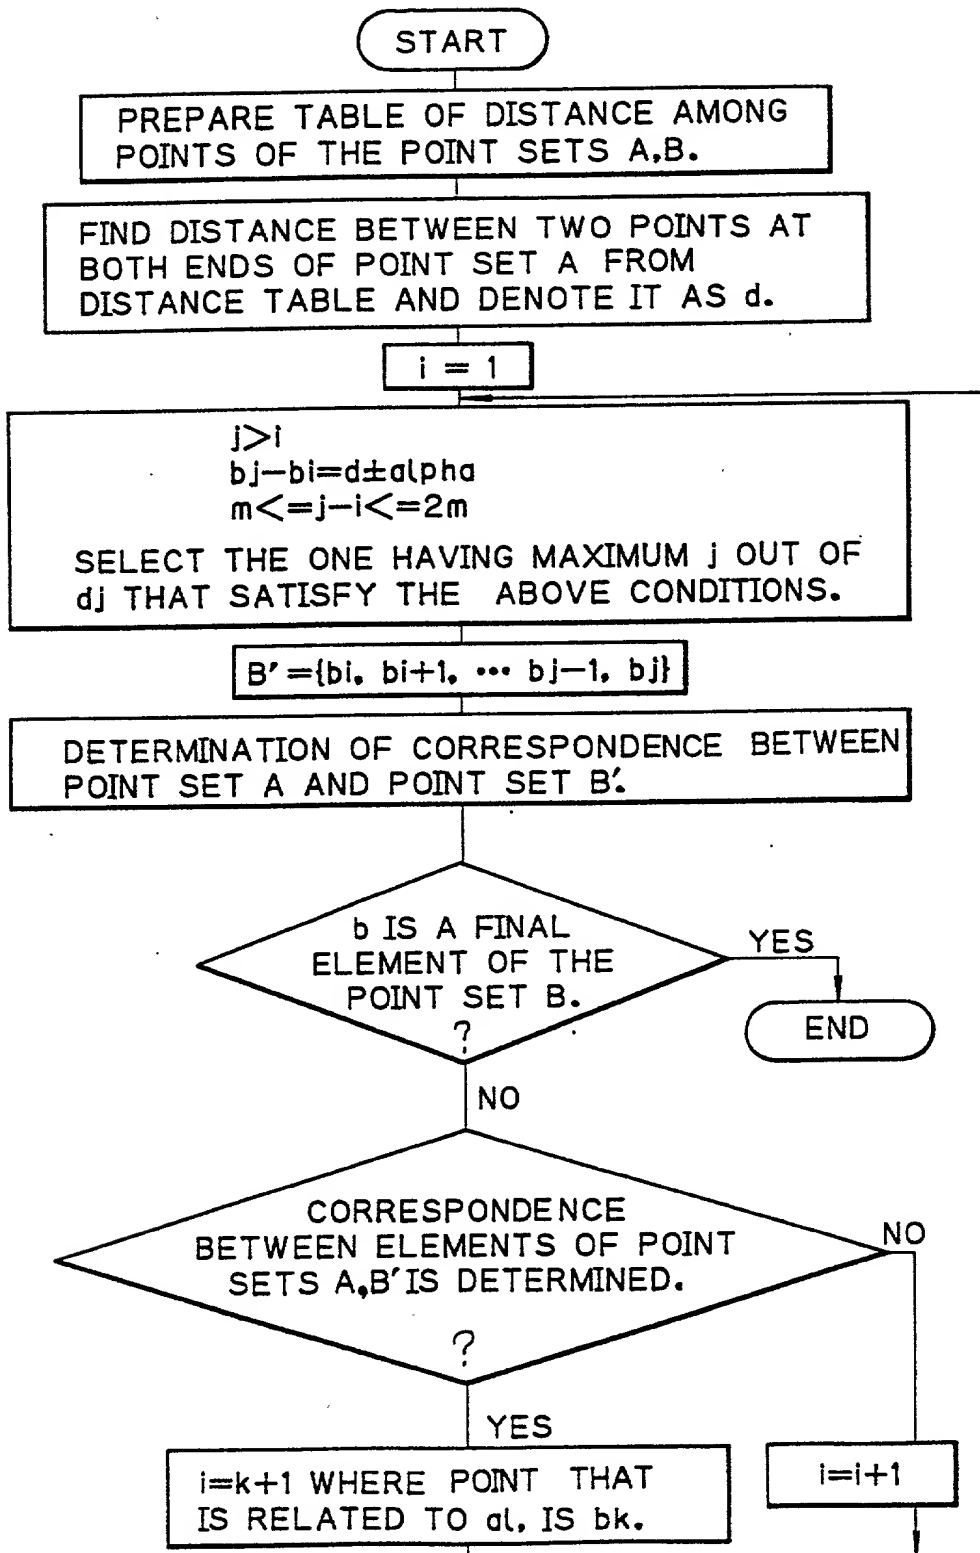 START
PREPARE TABLE OF DISTANCE AMONG
POINTS OF THE POINT SETS A,B.
FIND DISTANCE BETWEEN TWO POINTS AT
BOTH ENDS OF POINT SET A FROM
DISTANCE TABLE AND DENOTE IT AS d.
i = 1
j>i
bj−bi=d±alpha
m<=j−i<=2m
SELECT THE ONE HAVING MAXIMUM j OUT OF
dj THAT SATISFY THE ABOVE CONDITIONS.
B'={bi, bi+1, ··· bj−1, bj}
DETERMINATION OF CORRESPONDENCE BETWEEN
POINT SET A AND POINT SET B'.
b IS A FINAL
ELEMENT OF THE
POINT SET B.
?
YES
END
NO
CORRESPONDENCE
BETWEEN ELEMENTS OF POINT
SETS A,B' IS DETERMINED.
?
NO
YES
i=k+1 WHERE POINT THAT
IS RELATED TO al, IS bk.
i=i+1